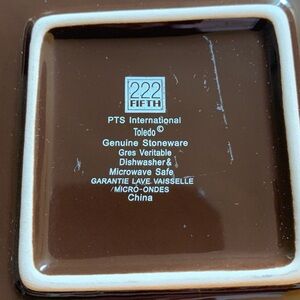 222
FIFTH
PTS International
Toledo ©
Genuine Stoneware
Gres Veritable
Dishwasher &
Microwave Safe
GARANTIE LAVE VAISSELLE
/MICRO-ONDES
China